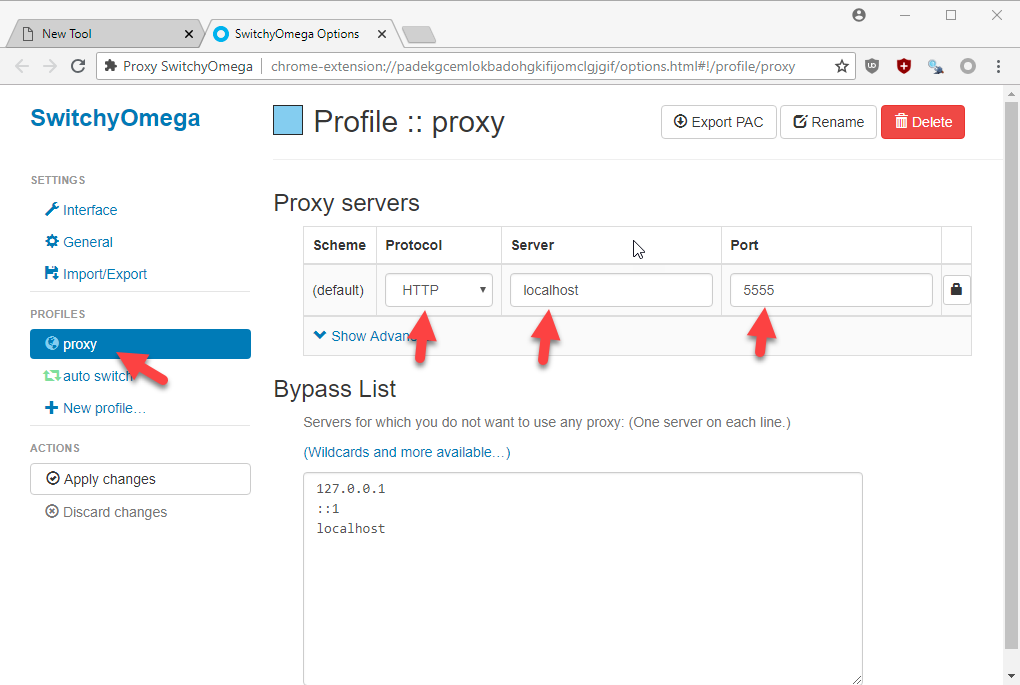 New Tool
SwitchyOmega Options
Proxy SwitchyOmega
chrome-extension://padekgcemlokbadohgkifijomclgjgif/options.html#!/profile/proxy
SwitchyOmega
SETTINGS
Interface
General
Import/Export
PROFILES
proxy
auto switch
New profile…
ACTIONS
Apply changes
Discard changes
Profile :: proxy
Export PAC
Rename
Delete
Proxy servers
Scheme Protocol Server Port
(default) HTTP localhost 5555
Show
Bypass List
Servers for which you do not want to use any proxy: (One server on each line.)
(Wildcards and more available…)
127.0.0.1
::1
localhost